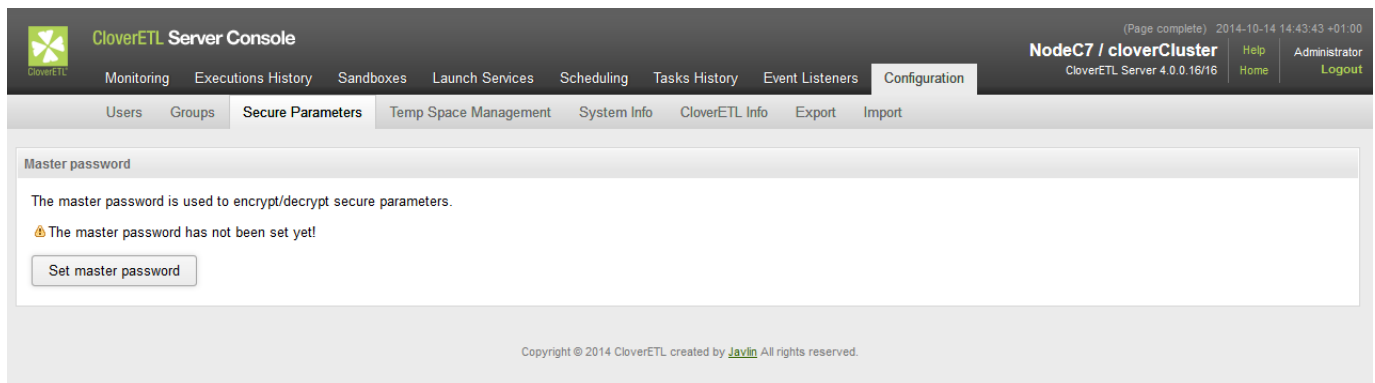 (Page complete) 2014-10-14 14:43:43 +01:00
CloverETL Server Console
NodeC7 / cloverCluster Help Administrator
CloverETL Server 4.0.0.16/16 Home Logout
CloverETL
Monitoring Executions History Sandboxes Launch Services Scheduling Tasks History Event Listeners Configuration
Users Groups Secure Parameters Temp Space Management System Info CloverETL Info Export Import
Master password
The master password is used to encrypt/decrypt secure parameters.
The master password has not been set yet!
Set master password
Copyright © 2014 CloverETL created by Javlin All rights reserved.